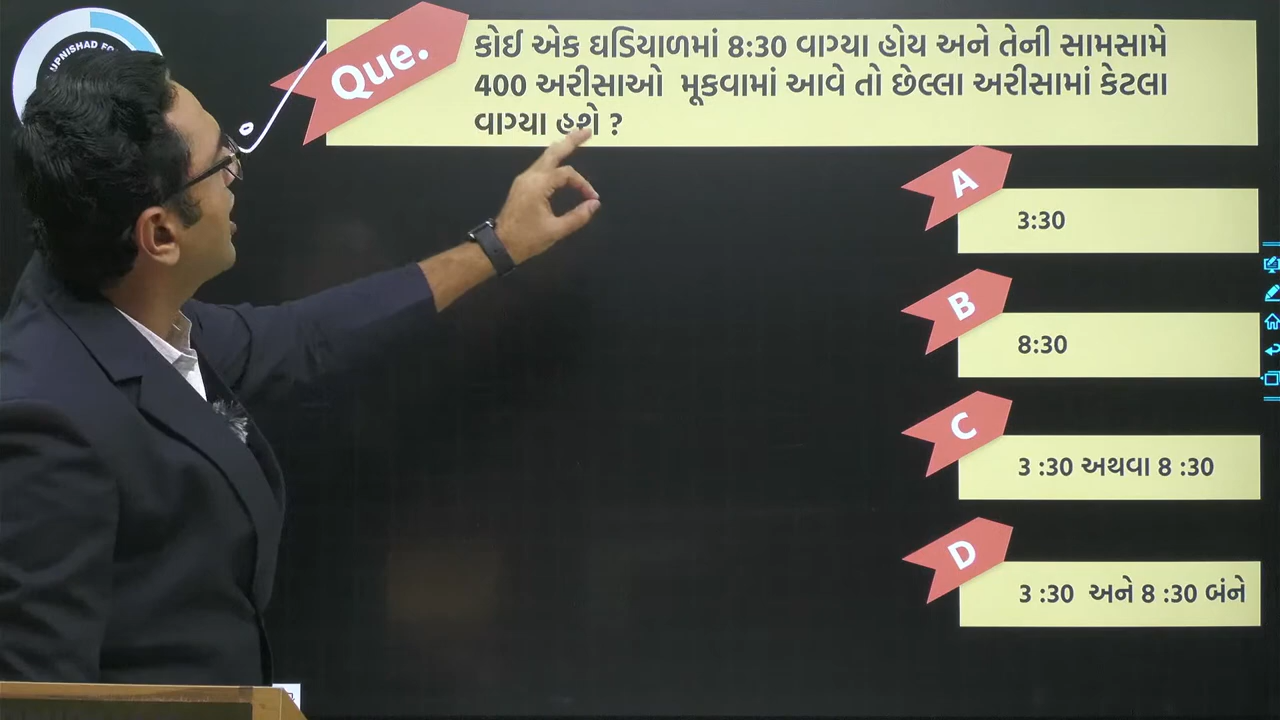 UPNISHAD
Que.
કોઈ એક ઘડિયાળમાં 8:30 વાગ્યા હોય અને તેની સામસામે
400 અરીસાઓ મૂકવામાં આવે તો છેલ્લા અરીસામાં કેટલા
વાગ્યા હશે ?
A
3:30
B
8:30
C
3 :30 અથવા 8 :30
D
3 :30 અને 8 :30 બંને